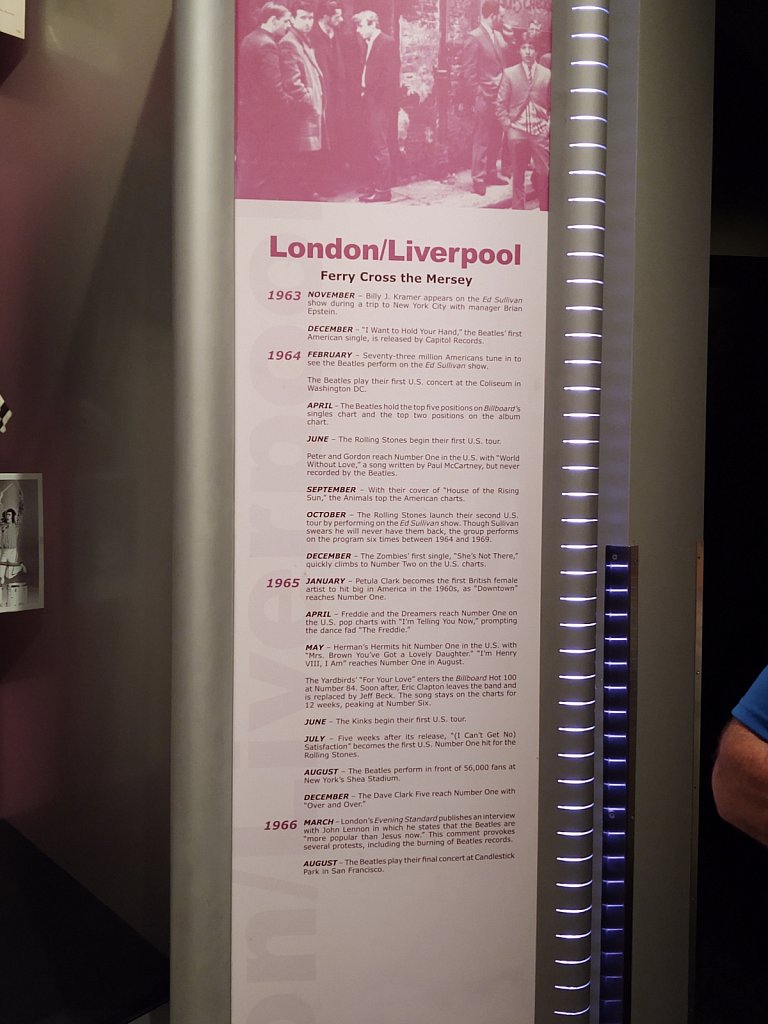 London/Liverpool
Ferry Cross the Mersey
1963 NOVEMBER – Billy J. Kramer appears on the Ed Sullivan
show during a trip to New York City with manager Brian
Epstein.
DECEMBER – "I Want to Hold Your Hand," the Beatles' first
American single, is released by Capitol Records.
1964 FEBRUARY – Seventy-three million Americans tune in to
see the Beatles perform on the Ed Sullivan show.
The Beatles play their first U.S. concert at the Coliseum in
Washington DC.
APRIL – The Beatles hold the top five positions on Billboard's
singles chart and the top two positions on the album
chart.
JUNE – The Rolling Stones begin their first U.S. tour.
Peter and Gordon reach Number One in the U.S. with "World
Without Love," a song written by Paul McCartney, but never
recorded by the Beatles.
SEPTEMBER – With their cover of "House of the Rising
Sun," the Animals top the American charts.
OCTOBER – The Rolling Stones launch their second U.S.
tour by performing on the Ed Sullivan show. Though Sullivan
swears he will never have them back, the group performs
on the program six times between 1964 and 1969.
DECEMBER – The Zombies' first single, "She's Not There,"
quickly climbs to Number Two on the U.S. charts.
1965 JANUARY – Petula Clark becomes the first British female
artist to hit big in America in the 1960s, as "Downtown"
reaches Number One.
APRIL – Freddie and the Dreamers reach Number One on
the U.S. pop charts with "I'm Telling You Now," prompting
the dance fad "The Freddie."
MAY – Herman's Hermits hit Number One in the U.S. with
"Mrs. Brown You've Got a Lovely Daughter." "I'm Henry
VIII, I Am" reaches Number One in August.
The Yardbirds' "For Your Love" enters the Billboard Hot 100
at Number 84. Soon after, Eric Clapton leaves the band and
is replaced by Jeff Beck. The song stays on the charts for
12 weeks, peaking at Number Six.
JUNE – The Kinks begin their first U.S. tour.
JULY – Five weeks after its release, "(I Can't Get No)
Satisfaction" becomes the first U.S. Number One hit for the
Rolling Stones.
AUGUST – The Beatles perform in front of 56,000 fans at
New York's Shea Stadium.
DECEMBER – The Dave Clark Five reach Number One with
"Over and Over."
1966 MARCH – London's Evening Standard publishes an interview
with John Lennon in which he states that the Beatles are
"more popular than Jesus now." This comment provokes
several protests, including the burning of Beatles records.
AUGUST – The Beatles play their final concert at Candlestick
Park in San Francisco.
on/Liverpool